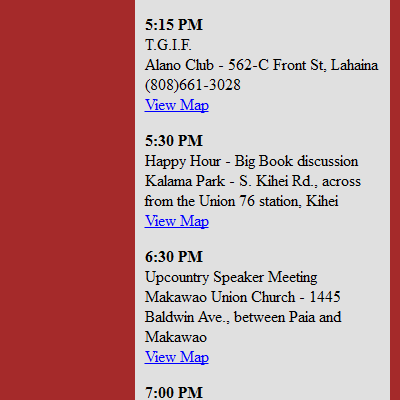 5:15 PM
T.G.I.F.
Alano Club - 562-C Front St, Lahaina
(808)661-3028
View Map
5:30 PM
Happy Hour - Big Book discussion
Kalama Park - S. Kihei Rd., across
from the Union 76 station, Kihei
View Map
6:30 PM
Upcountry Speaker Meeting
Makawao Union Church - 1445
Baldwin Ave., between Paia and
Makawao
View Map
7:00 PM